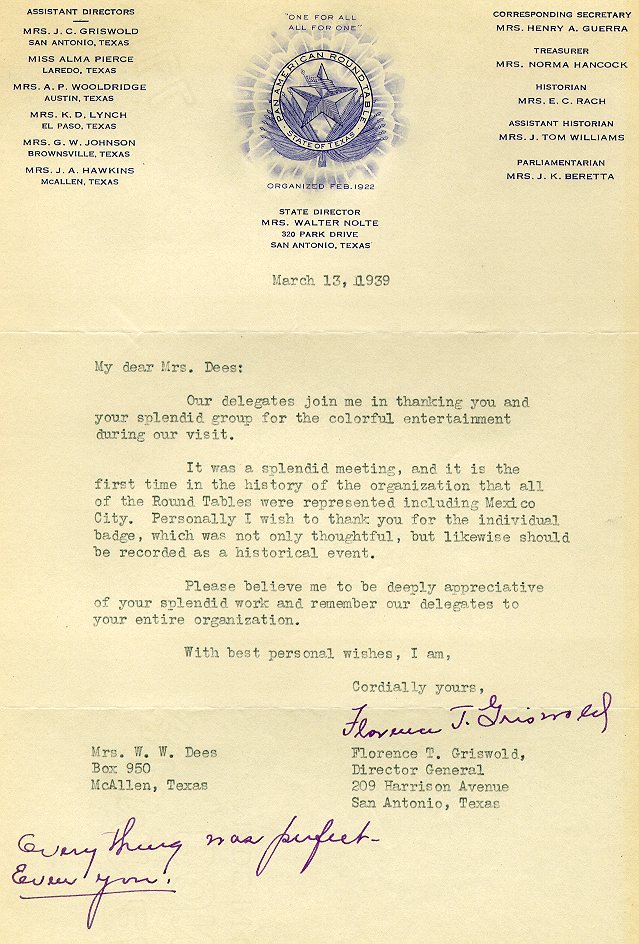 ASSISTANT DIRECTORS
MRS. J. C. GRISWOLD
SAN ANTONIO, TEXAS
MISS ALMA PIERCE
LAREDO, TEXAS
MRS. A. P. WOOLDRIDGE
AUSTIN, TEXAS
MRS. K. D. LYNCH
EL PASO, TEXAS
MRS. G. W. JOHNSON
BROWNSVILLE, TEXAS
MRS. J. A. HAWKINS
MCALLEN, TEXAS
"ONE FOR ALL
ALL FOR ONE"
PAN AMERICAN ROUND TABLE
STATE OF TEXAS
ORGANIZED FEB. 1922
STATE DIRECTOR
MRS. WALTER NOLTE
320 PARK DRIVE
SAN ANTONIO, TEXAS
CORRESPONDING SECRETARY
MRS. HENRY A. GUERRA
TREASURER
MRS. NORMA HANCOCK
HISTORIAN
MRS. E. C. RACH
ASSISTANT HISTORIAN
MRS. J. TOM WILLIAMS
PARLIAMENTARIAN
MRS. J. K. BERETTA
March 13, 1939
My dear Mrs. Dees:
Our delegates join me in thanking you and
your splendid group for the colorful entertainment
during our visit.
It was a splendid meeting, and it is the
first time in the history of the organization that all
of the Round Tables were represented including Mexico
City. Personally I wish to thank you for the individual
badge, which was not only thoughtful, but likewise should
be recorded as a historical event.
Please believe me to be deeply appreciative
of your splendid work and remember our delegates to
your entire organization.
With best personal wishes, I am,
Cordially yours,
Florence T. Griswold
Florence T. Griswold,
Director General
209 Harrison Avenue
San Antonio, Texas
Mrs. W. W. Dees
Box 950
McAllen, Texas
Everything was perfect-
Even you!